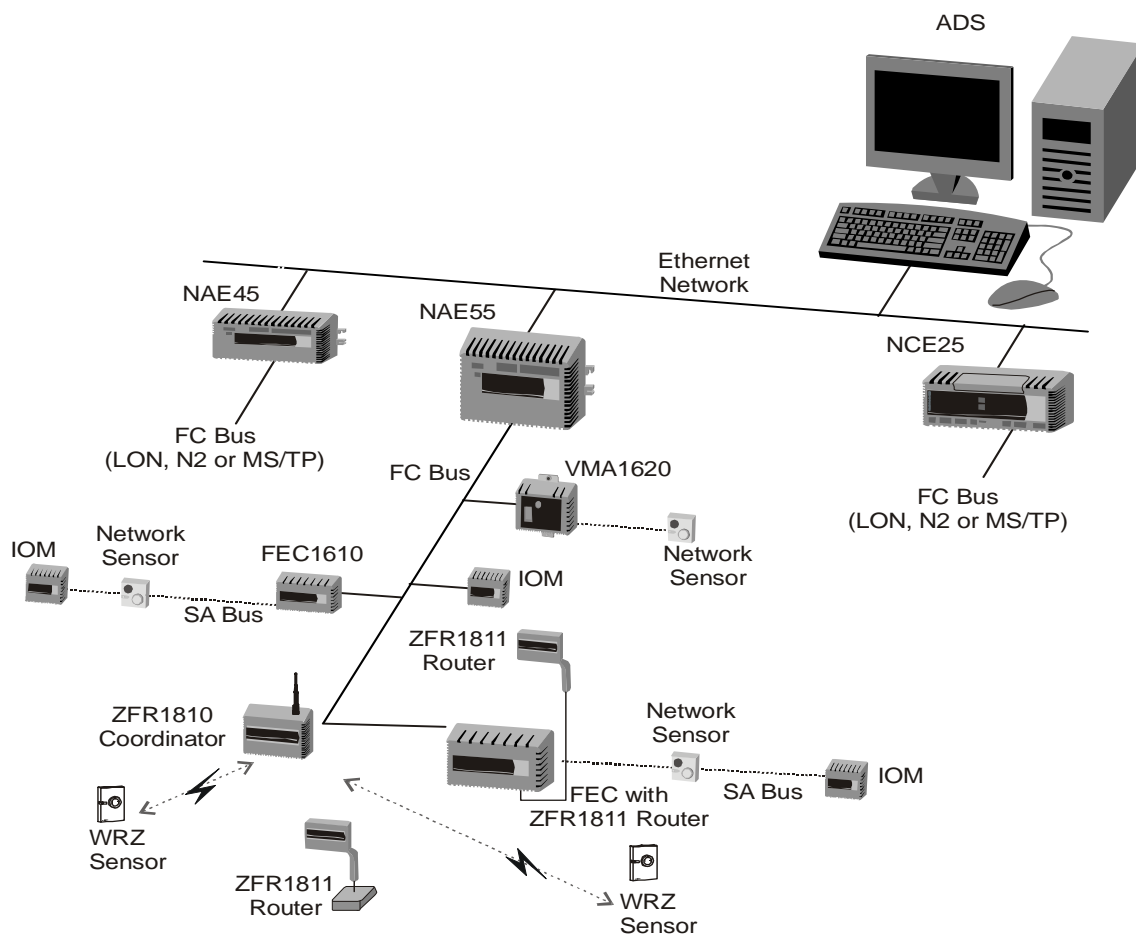 ADS
Ethernet
Network
NAE45
NAE55
NCE25
FC Bus
(LON, N2 or MS/TP)
FC Bus
VMA1620
FC Bus
(LON, N2 or MS/TP)
Network
Sensor
IOM
Network
Sensor
FEC1610
SA Bus
IOM
ZFR1811
Router
ZFR1810
Coordinator
Network
Sensor
IOM
SA Bus
FEC with
ZFR1811 Router
WRZ
Sensor
ZFR1811
Router
WRZ
Sensor